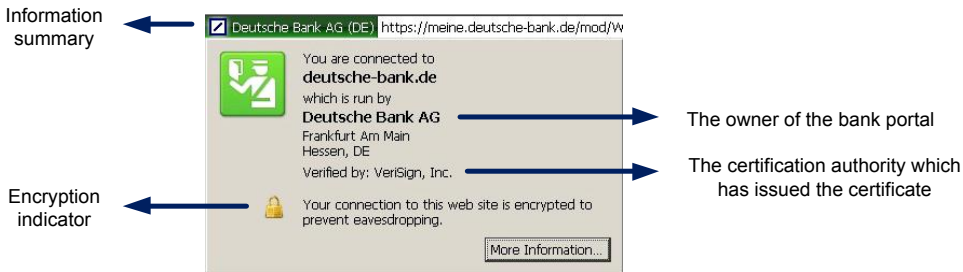 Information
summary
Deutsche Bank AG (DE) https://meine.deutsche-bank.de/mod/W
You are connected to
deutsche-bank.de
which is run by
Deutsche Bank AG
Frankfurt Am Main
Hessen, DE
Verified by: VeriSign, Inc.
The owner of the bank portal
The certification authority which
has issued the certificate
Encryption
indicator
Your connection to this web site is encrypted to
prevent eavesdropping.
More Information...